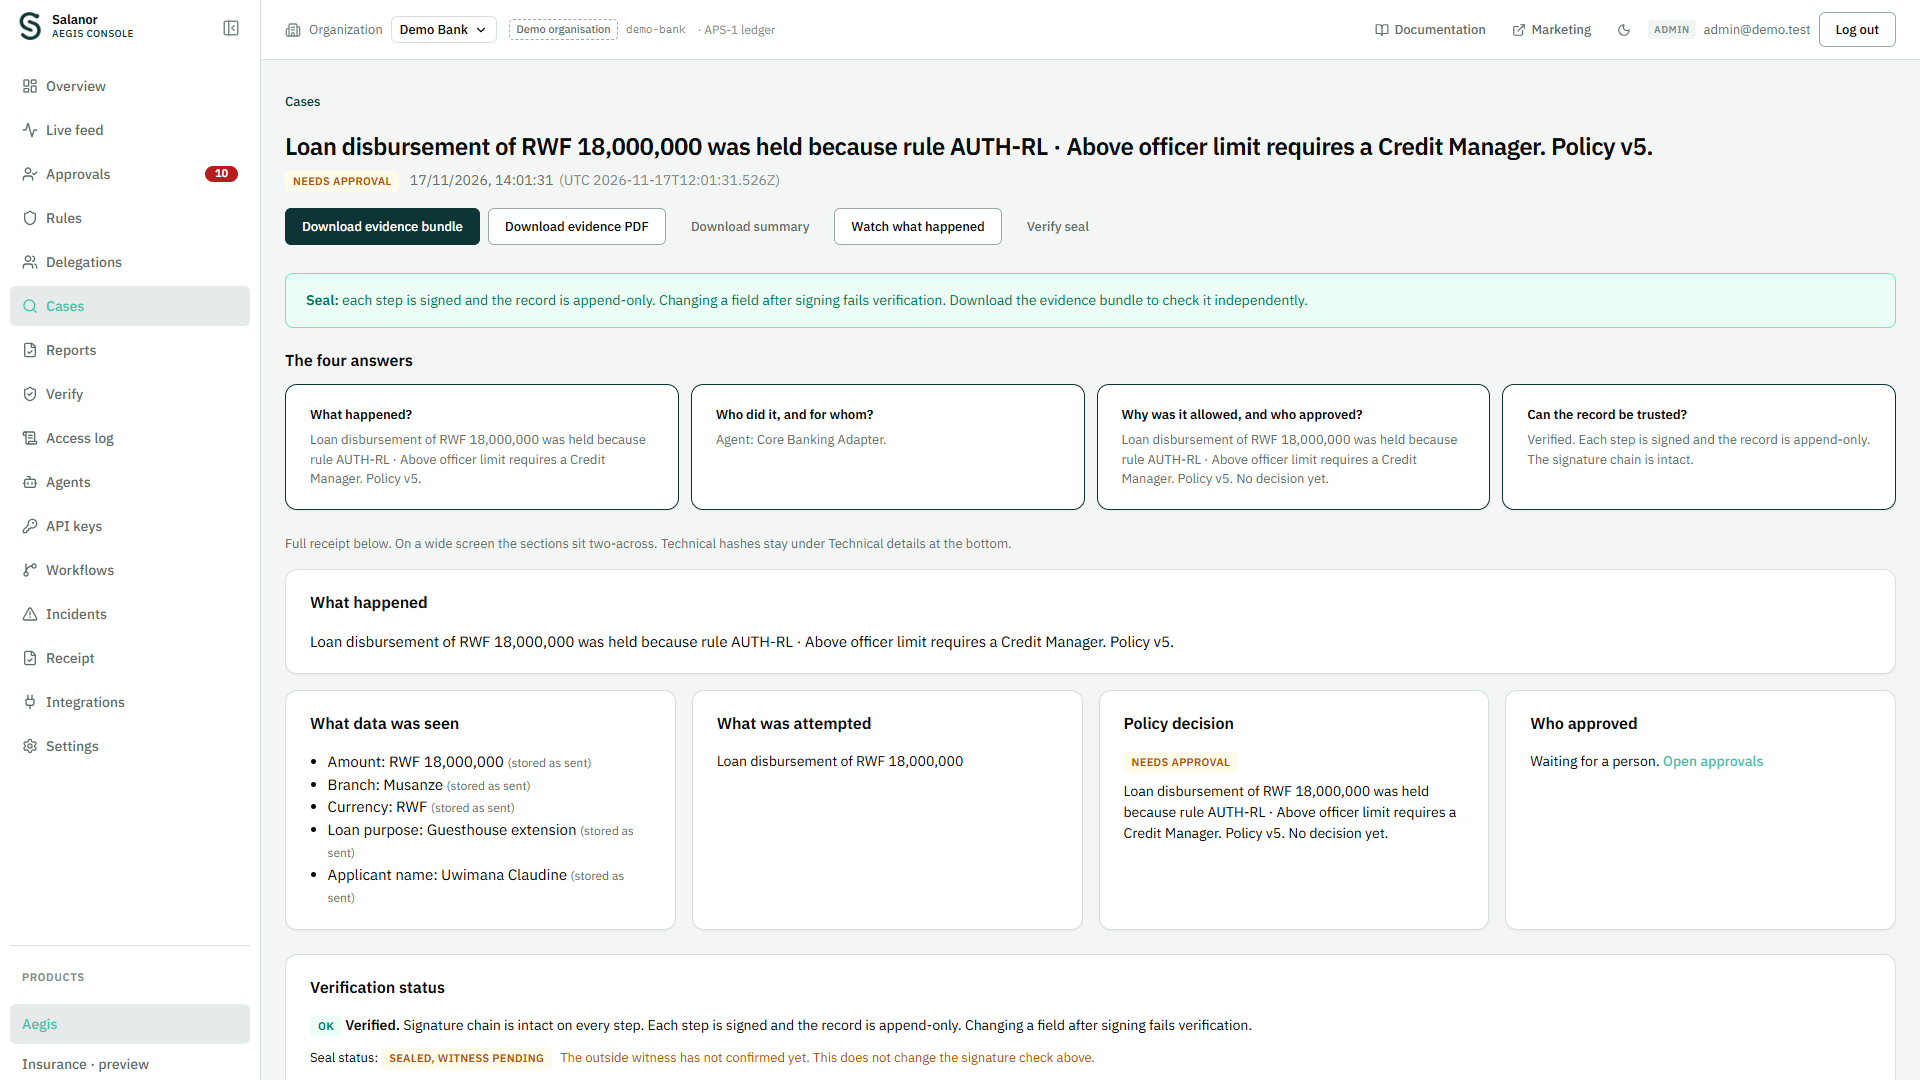 Salanor
AEGIS CONSOLE
Overview
Live feed
Approvals 10
Rules
Delegations
Cases
Reports
Verify
Access log
Agents
API keys
Workflows
Incidents
Receipt
Integrations
Settings
PRODUCTS
Aegis
Insurance · preview
Organization Demo Bank Demo organisation demo-bank · APS-1 ledger
Documentation Marketing ADMIN admin@demo.test Log out
Cases
Loan disbursement of RWF 18,000,000 was held because rule AUTH-RL · Above officer limit requires a Credit Manager. Policy v5.
NEEDS APPROVAL 17/11/2026, 14:01:31 (UTC 2026-11-17T12:01:31.526Z)
Download evidence bundle Download evidence PDF Download summary Watch what happened Verify seal
Seal: each step is signed and the record is append-only. Changing a field after signing fails verification. Download the evidence bundle to check it independently.
The four answers
What happened?
Loan disbursement of RWF 18,000,000 was held because
rule AUTH-RL · Above officer limit requires a Credit
Manager. Policy v5.
Who did it, and for whom?
Agent: Core Banking Adapter.
Why was it allowed, and who approved?
Loan disbursement of RWF 18,000,000 was held because
rule AUTH-RL · Above officer limit requires a Credit
Manager. Policy v5. No decision yet.
Can the record be trusted?
Verified. Each step is signed and the record is append-only.
The signature chain is intact.
Full receipt below. On a wide screen the sections sit two-across. Technical hashes stay under Technical details at the bottom.
What happened
Loan disbursement of RWF 18,000,000 was held because rule AUTH-RL · Above officer limit requires a Credit Manager. Policy v5.
What data was seen
• Amount: RWF 18,000,000 (stored as sent)
• Branch: Musanze (stored as sent)
• Currency: RWF (stored as sent)
• Loan purpose: Guesthouse extension (stored as
sent)
• Applicant name: Uwimana Claudine (stored as
sent)
What was attempted
Loan disbursement of RWF 18,000,000
Policy decision
NEEDS APPROVAL
Loan disbursement of RWF 18,000,000 was held
because rule AUTH-RL · Above officer limit requires a
Credit Manager. Policy v5. No decision yet.
Who approved
Waiting for a person. Open approvals
Verification status
OK Verified. Signature chain is intact on every step. Each step is signed and the record is append-only. Changing a field after signing fails verification.
Seal status: SEALED, WITNESS PENDING The outside witness has not confirmed yet. This does not change the signature check above.